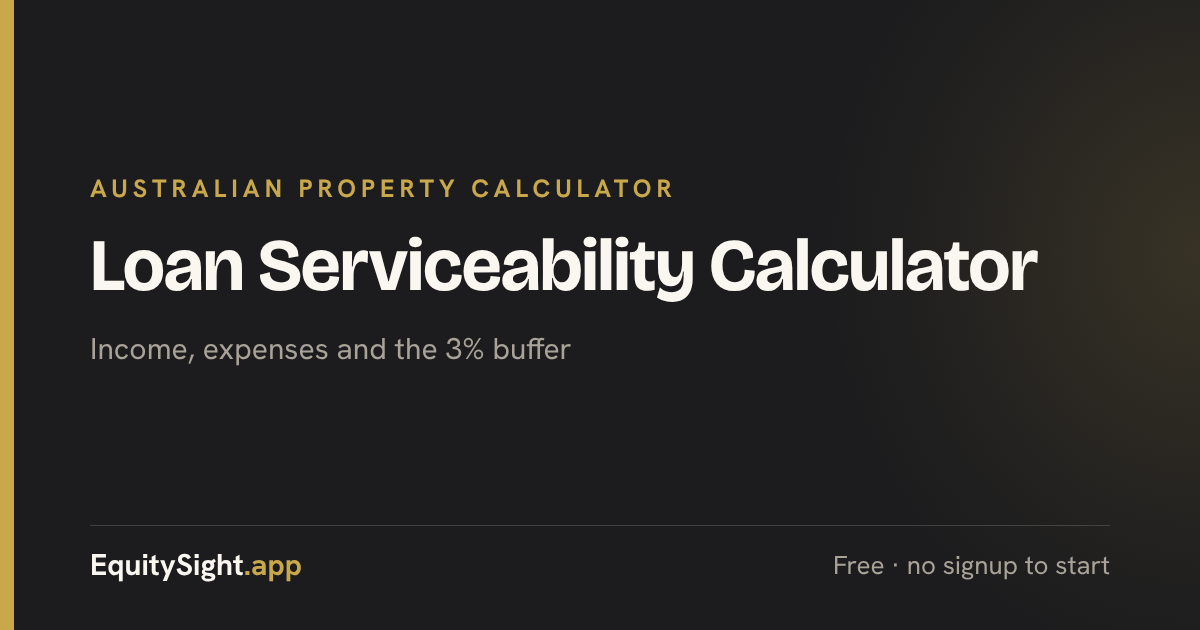 AUSTRALIAN PROPERTY CALCULATOR
Loan Serviceability Calculator
Income, expenses and the 3% buffer
EquitySight.app
Free · no signup to start